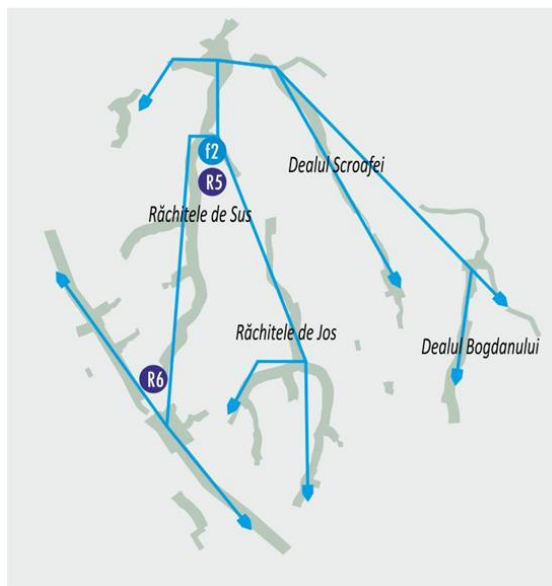 f2
Dealul Scroafei
R5
Răchitele de Sus
Răchitele de Jos
Dealul Bogdanului
R6